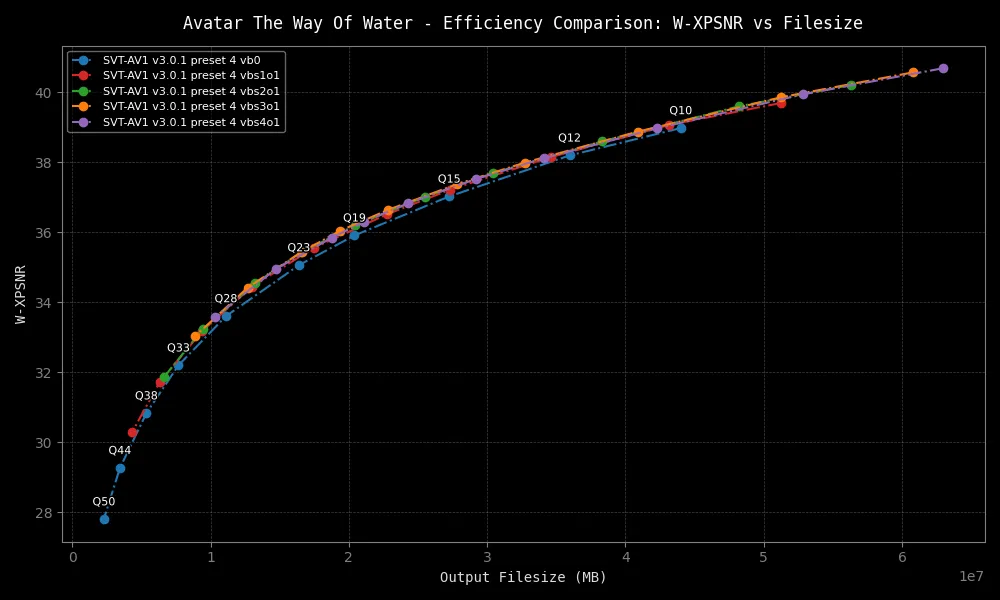 Avatar The Way Of Water - Efficiency Comparison: W-XPSNR vs Filesize
SVT-AV1 v3.0.1 preset 4 vb0
SVT-AV1 v3.0.1 preset 4 vbs1o1
SVT-AV1 v3.0.1 preset 4 vbs2o1
SVT-AV1 v3.0.1 preset 4 vbs3o1
SVT-AV1 v3.0.1 preset 4 vbs4o1
W-XPSNR
40
38
36
34
32
30
28
Q10
Q12
Q15
Q19
Q23
Q28
Q33
Q38
Q44
Q50
0 1 2 3 4 5 6
1e7
Output Filesize (MB)